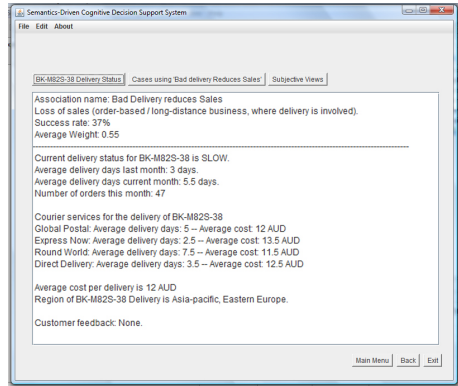 Semantics-Driven Cognitive Decision Support System
File Edit About
BK-M82S-38 Delivery Status Cases using 'Bad delivery Reduces Sales' Subjective Views
Association name: Bad Delivery reduces Sales
Loss of sales (order-based / long-distance business, where delivery is involved).
Success rate: 37%
Average Weight: 0.55
Current delivery status for BK-M82S-38 is SLOW.
Average delivery days last month: 3 days.
Average delivery days current month: 5.5 days.
Number of orders this month: 47
Courier services for the delivery of BK-M82S-38
Global Postal: Average delivery days: 5 -- Average cost: 12 AUD
Express Now: Average delivery days: 2.5 -- Average cost: 13.5 AUD
Round World: Average delivery days: 7.5 -- Average cost: 11.5 AUD
Direct Delivery: Average delivery days: 3.5 -- Average cost: 12.5 AUD
Average cost per delivery is 12 AUD
Region of BK-M82S-38 Delivery is Asia-pacific, Eastern Europe.
Customer feedback: None.
Main Menu Back Exit